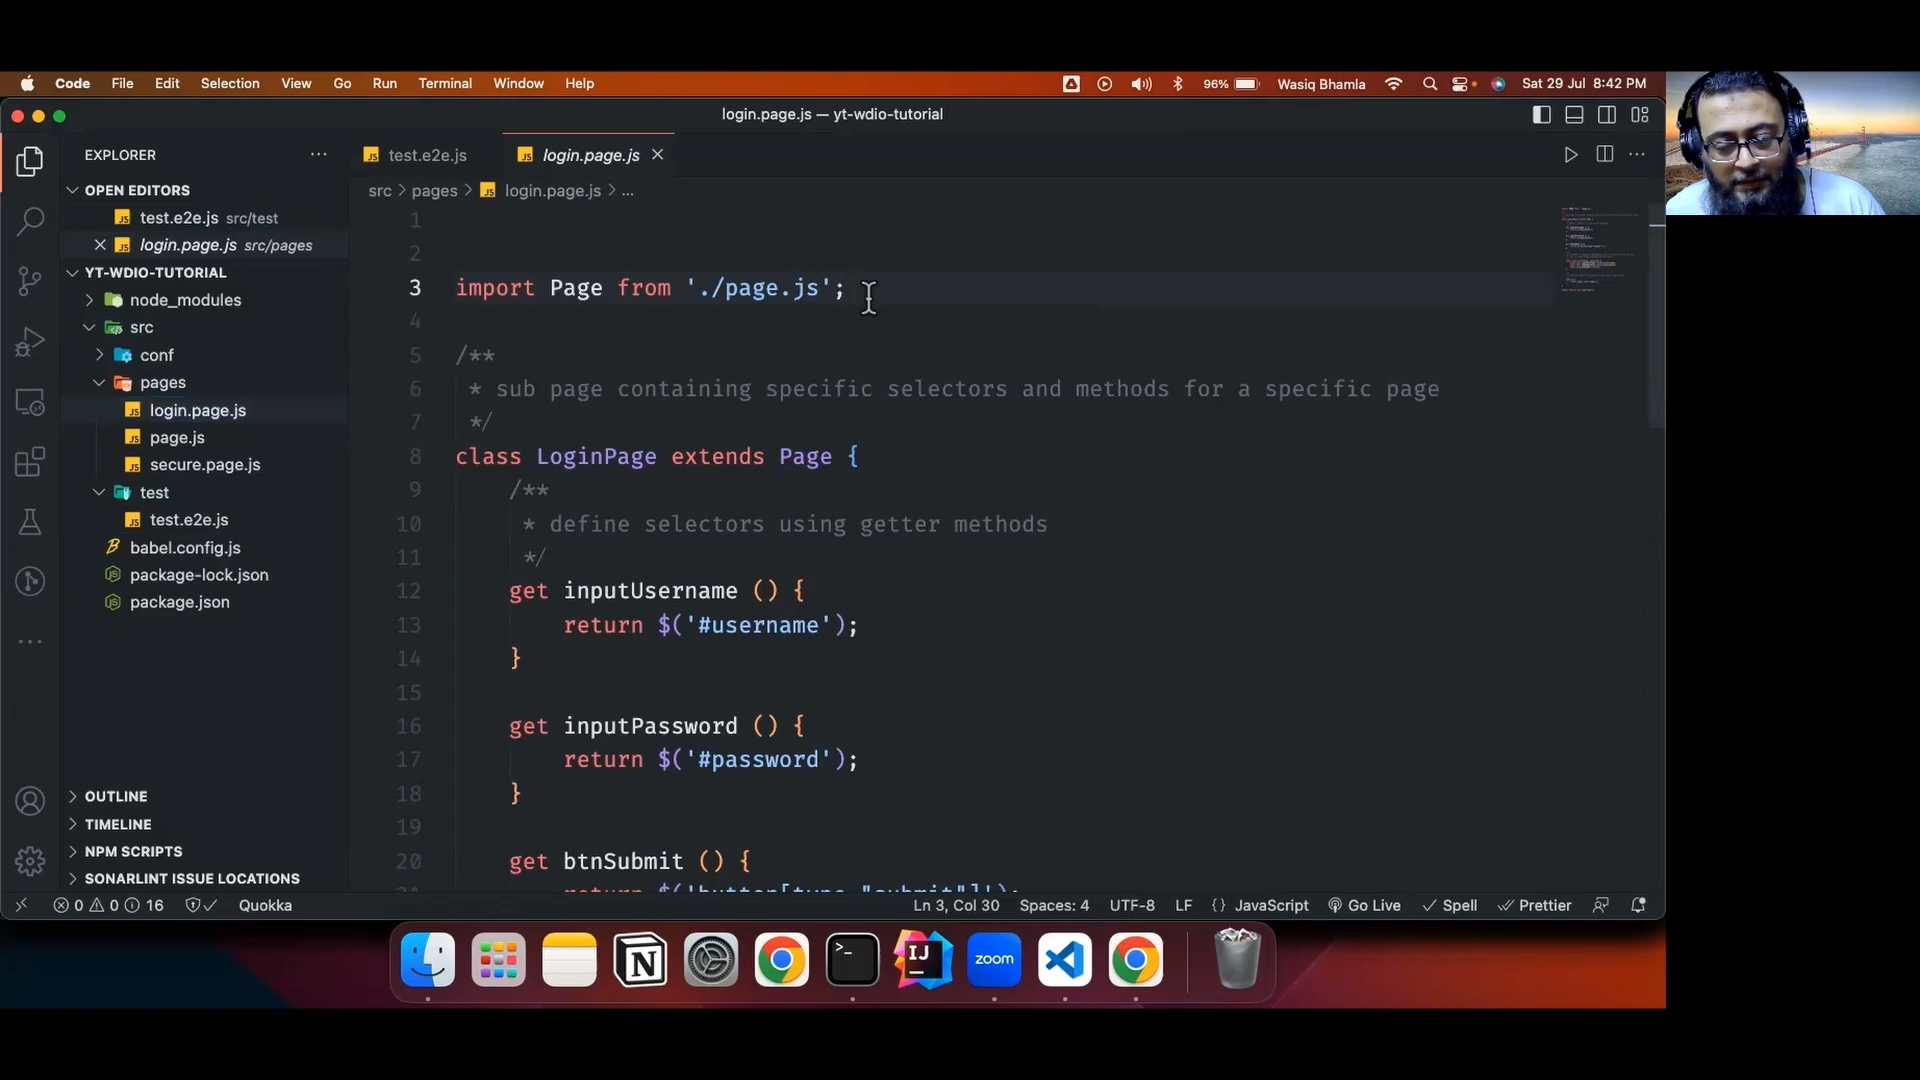 Code File Edit Selection View Go Run Terminal Window Help 96% Wasiq Bhamla Sat 29 Jul 8:42 PM
login.page.js — yt-wdio-tutorial
EXPLORER
OPEN EDITORS
test.e2e.js src/test
login.page.js src/pages
YT-WDIO-TUTORIAL
node_modules
src
conf
pages
login.page.js
page.js
secure.page.js
test
test.e2e.js
babel.config.js
package-lock.json
package.json
OUTLINE
TIMELINE
NPM SCRIPTS
SONARLINT ISSUE LOCATIONS
test.e2e.js login.page.js
src > pages > login.page.js > ...
1
2
3 import Page from './page.js';
4
5 /**
6 * sub page containing specific selectors and methods for a specific page
7 */
8 class LoginPage extends Page {
9 /**
10 * define selectors using getter methods
11 */
12 get inputUsername () {
13 return $('#username');
14 }
15
16 get inputPassword () {
17 return $('#password');
18 }
19
20 get btnSubmit () {
0 0 16 Quokka Ln 3, Col 30 Spaces: 4 UTF-8 LF {} JavaScript Go Live Spell Prettier
IJ
zoom